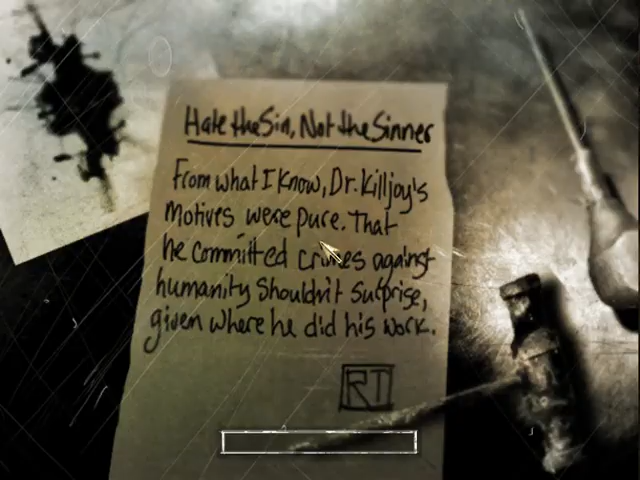 Hate the Sin, Not the Sinner
From what I Know, Dr. Killjoy's
Motives were pure. That
he committed crimes against
humanity Shouldn't Surprise,
given where he did his work.
RT